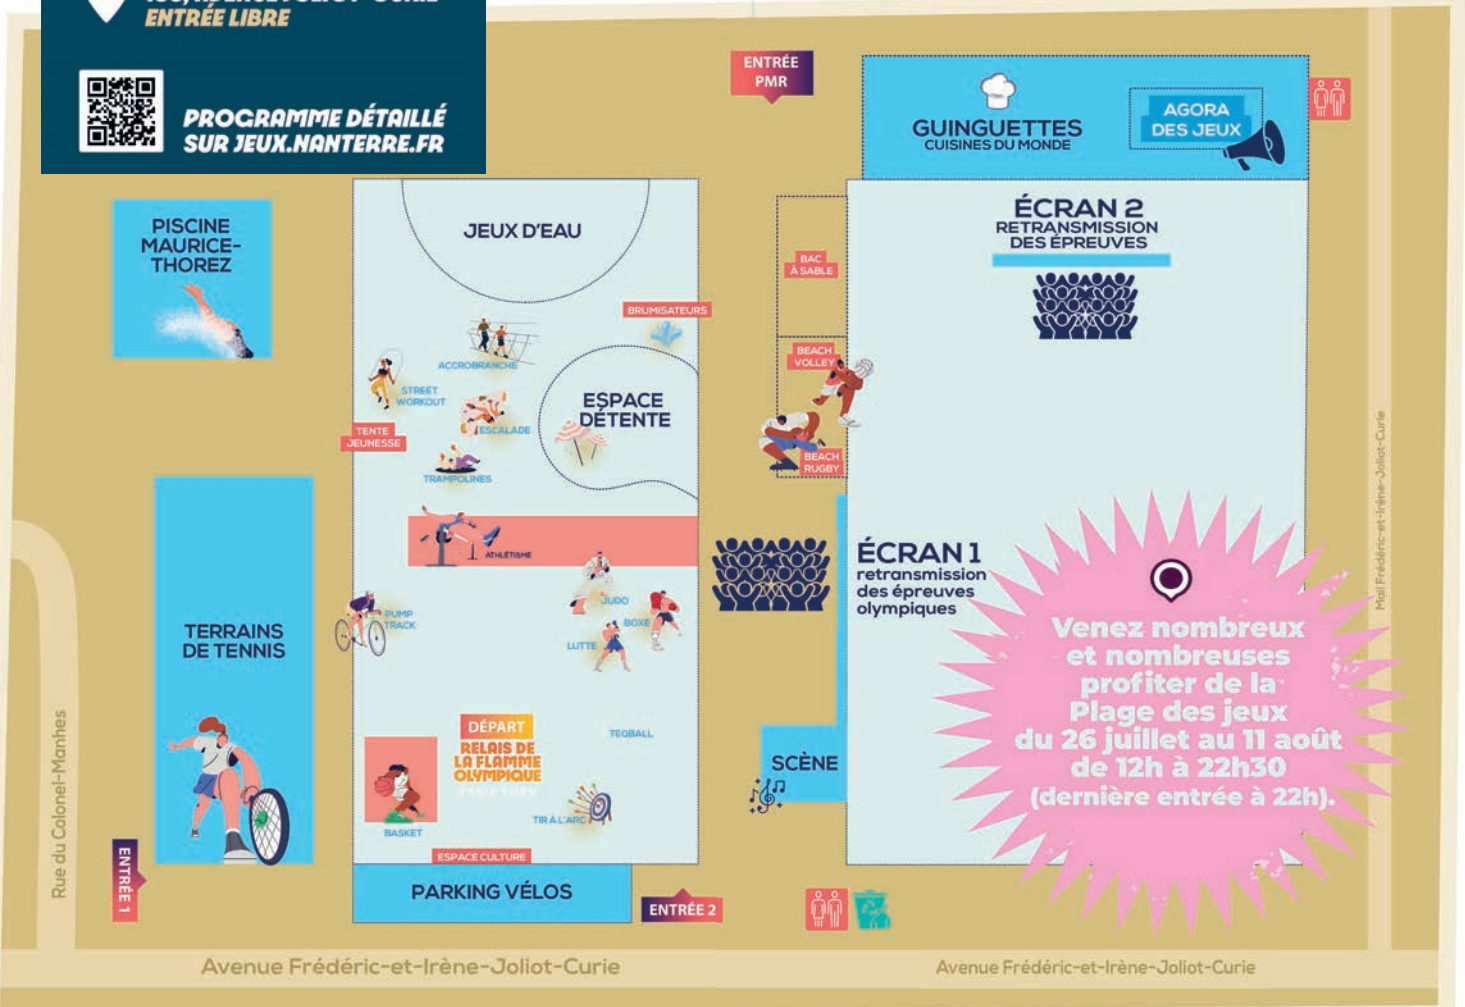 ENTRÉE LIBRE
PROGRAMME DÉTAILLÉ
SUR JEUX.NANTERRE.FR
ENTRÉE
PMR
GUINGUETTES
CUISINES DU MONDE
AGORA
DES JEUX
PISCINE
MAURICE-
THOREZ
JEUX D'EAU
BAC
À SABLE
ÉCRAN 2
RETRANSMISSION
DES ÉPREUVES
BRUMISATEURS
ACCROBRANCHE
STREET
WORKOUT
ESCALADE
TENTE
JEUNESSE
TRAMPOLINES
ESPACE
DÉTENTE
BEACH
VOLLEY
BEACH
RUGBY
ATHLÉTISME
JUDO
BOXE
LUTTE
PUMP
TRACK
TERRAINS
DE TENNIS
ÉCRAN 1
retransmission
des épreuves
olympiques
DÉPART
RELAIS DE
LA FLAMME
OLYMPIQUE
TEQBALL
BASKET
TIR À L'ARC
SCÈNE
ESPACE CULTURE
PARKING VÉLOS
ENTRÉE 1
ENTRÉE 2
Venez nombreux
et nombreuses
profiter de la
Plage des jeux
du 26 juillet au 11 août
de 12h à 22h30
(dernière entrée à 22h).
Rue du Colonel-Manhes
Mail Frédéric-et-Irène-Joliot-Curie
Avenue Frédéric-et-Irène-Joliot-Curie
Avenue Frédéric-et-Irène-Joliot-Curie